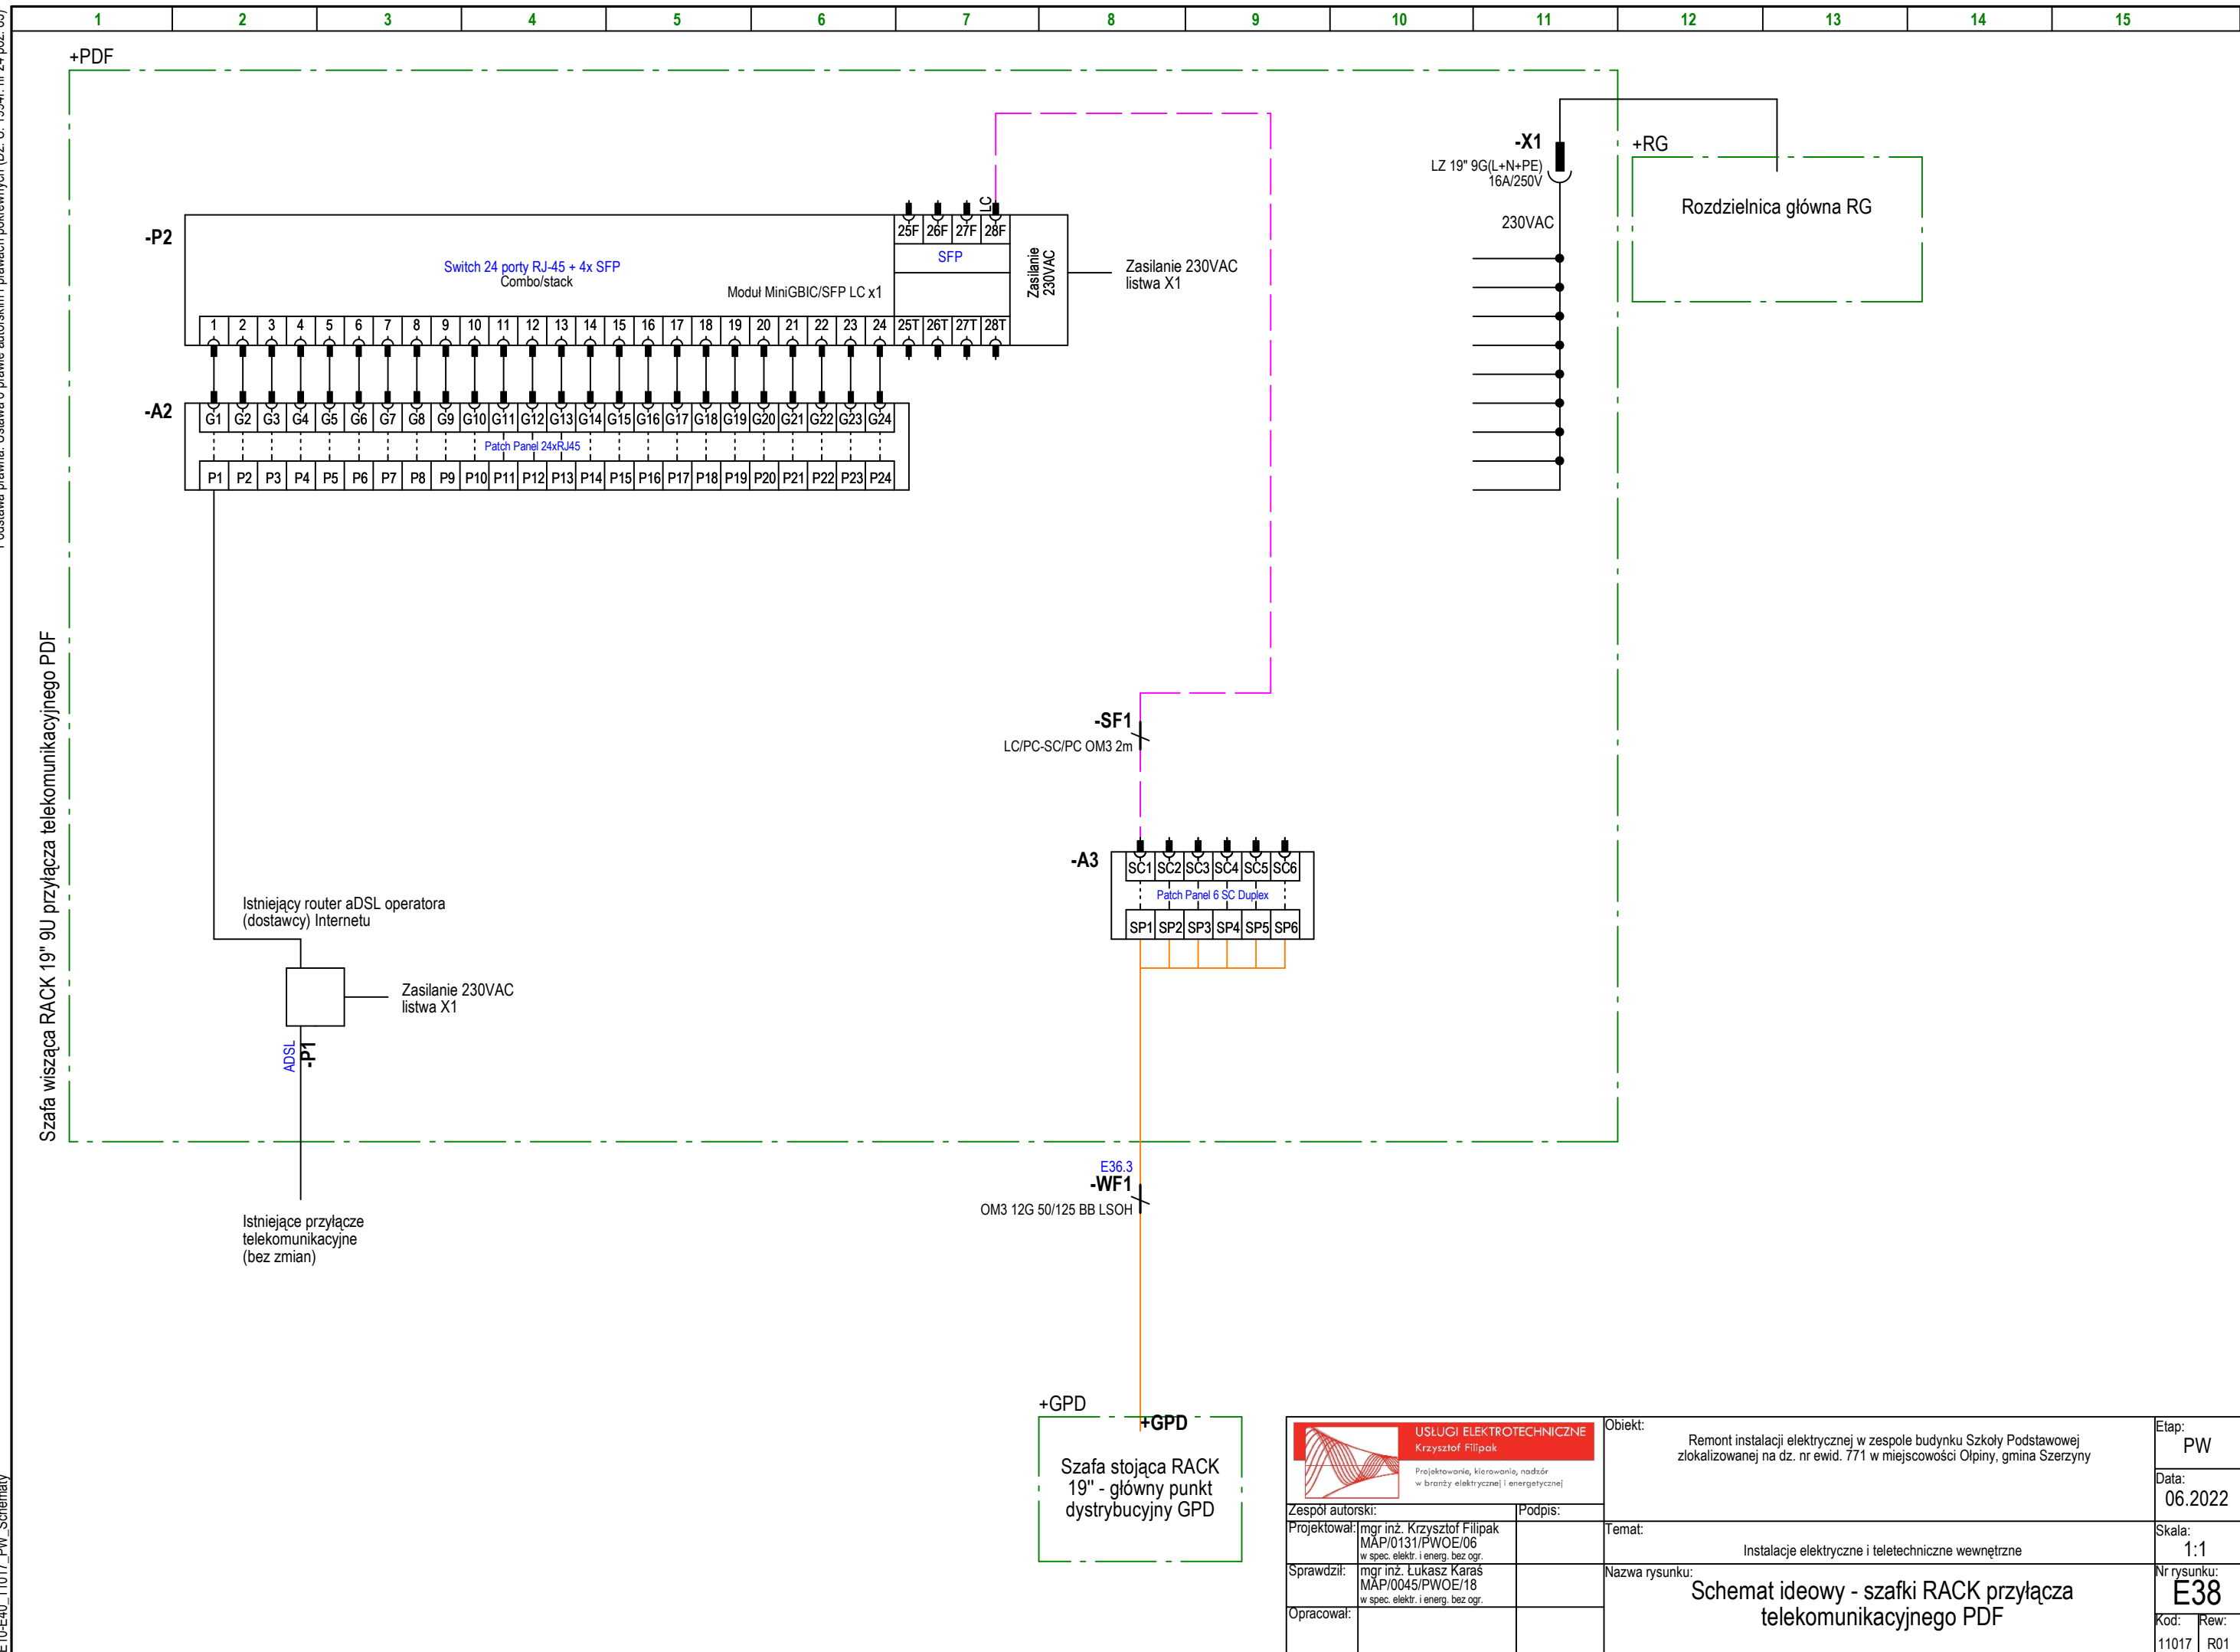 1 2 3 4 5 6 7 8 9 10 11 12 13 14 15
+PDF
-X1
LZ 19" 9G(L+N+PE)
16A/250V
230VAC
+RG
Rozdzielnica główna RG
-P2
LC
25F 26F 27F 28F
SFP
Switch 24 porty RJ-45 + 4x SFP
Combo/stack
Moduł MiniGBIC/SFP LC x1
Zasilanie
230VAC
Zasilanie 230VAC
listwa X1
1 2 3 4 5 6 7 8 9 10 11 12 13 14 15 16 17 18 19 20 21 22 23 24 25T 26T 27T 28T
-A2
G1 G2 G3 G4 G5 G6 G7 G8 G9 G10 G11 G12 G13 G14 G15 G16 G17 G18 G19 G20 G21 G22 G23 G24
Patch Panel 24xRJ45
P1 P2 P3 P4 P5 P6 P7 P8 P9 P10 P11 P12 P13 P14 P15 P16 P17 P18 P19 P20 P21 P22 P23 P24
Szafa wisząca RACK 19" 9U przyłącza telekomunikacyjnego PDF
-SF1
LC/PC-SC/PC OM3 2m
-A3
SC1 SC2 SC3 SC4 SC5 SC6
Patch Panel 6 SC Duplex
SP1 SP2 SP3 SP4 SP5 SP6
Istniejący router aDSL operatora
(dostawcy) Internetu
Zasilanie 230VAC
listwa X1
ADSL
-P1
Istniejące przyłącze
telekomunikacyjne
(bez zmian)
E36.3
-WF1
OM3 12G 50/125 BB LSOH
+GPD
+GPD
Szafa stojąca RACK
19" - główny punkt
dystrybucyjny GPD
E10-E40_11017_PW_Schematy
USŁUGI ELEKTROTECHNICZNE
Krzysztof Filipak
Projektowanie, kierowanie, nadzór
w branży elektrycznej i energetycznej
Zespół autorski: Podpis:
Projektował: mgr inż. Krzysztof Filipak
MAP/0131/PWOE/06
w spec. elektr. i energ. bez ogr.
Sprawdził: mgr inż. Łukasz Karaś
MAP/0045/PWOE/18
w spec. elektr. i energ. bez ogr.
Opracował:
Obiekt:
Remont instalacji elektrycznej w zespole budynku Szkoły Podstawowej
zlokalizowanej na dz. nr ewid. 771 w miejscowości Ołpiny, gmina Szerzyny
Temat:
Instalacje elektryczne i teletechniczne wewnętrzne
Nazwa rysunku:
Schemat ideowy - szafki RACK przyłącza
telekomunikacyjnego PDF
Etap:
PW
Data:
06.2022
Skala:
1:1
Nr rysunku:
E38
Kod: Rew:
11017 R01